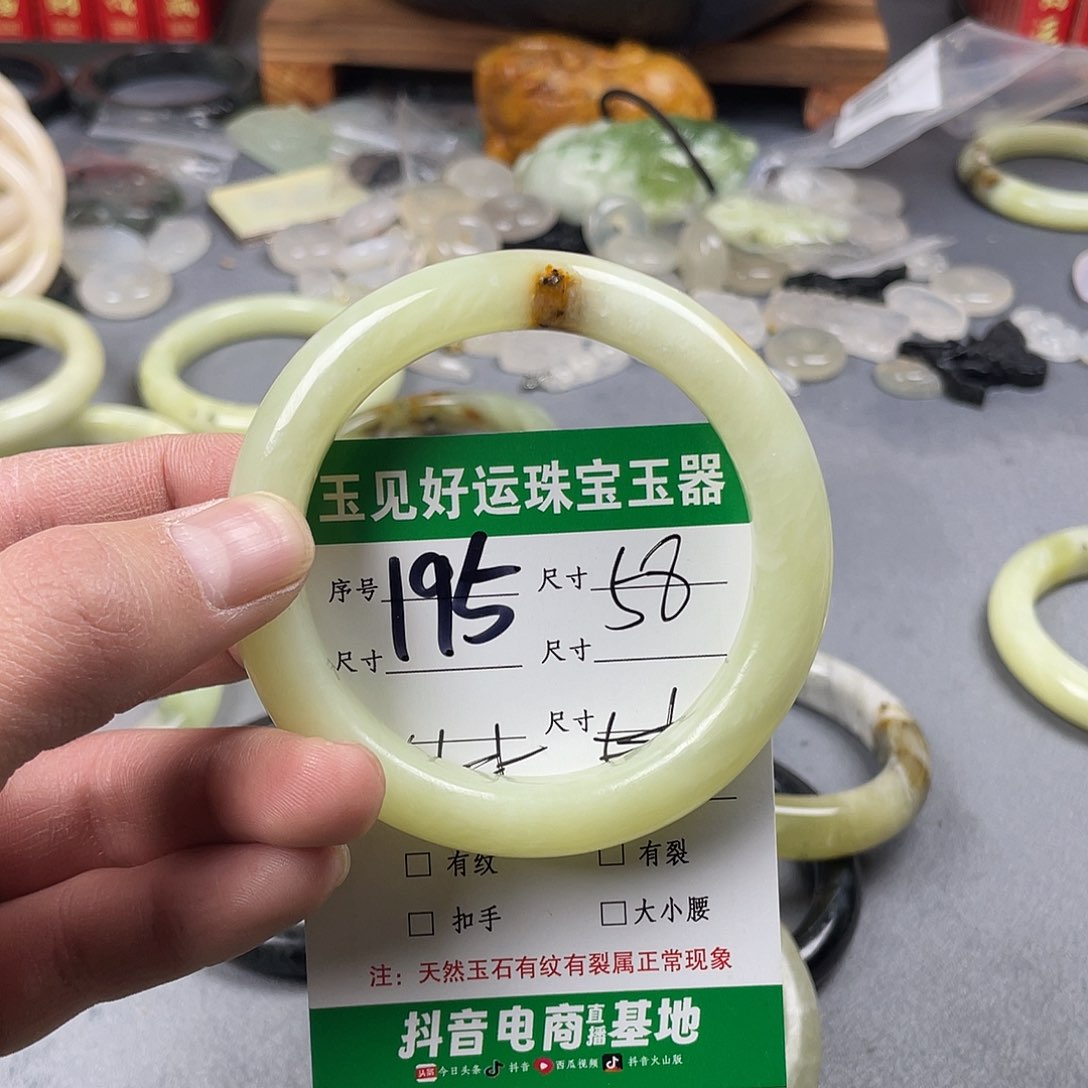 玉见好运珠宝玉器
序号 195 尺寸 58
尺寸 尺寸
尺寸
有纹 有裂
扣手 大小腰
注：天然玉石有纹有裂属正常现象
抖音电商直播基地
头条 今日头条 抖音 西瓜视频 抖音火山版